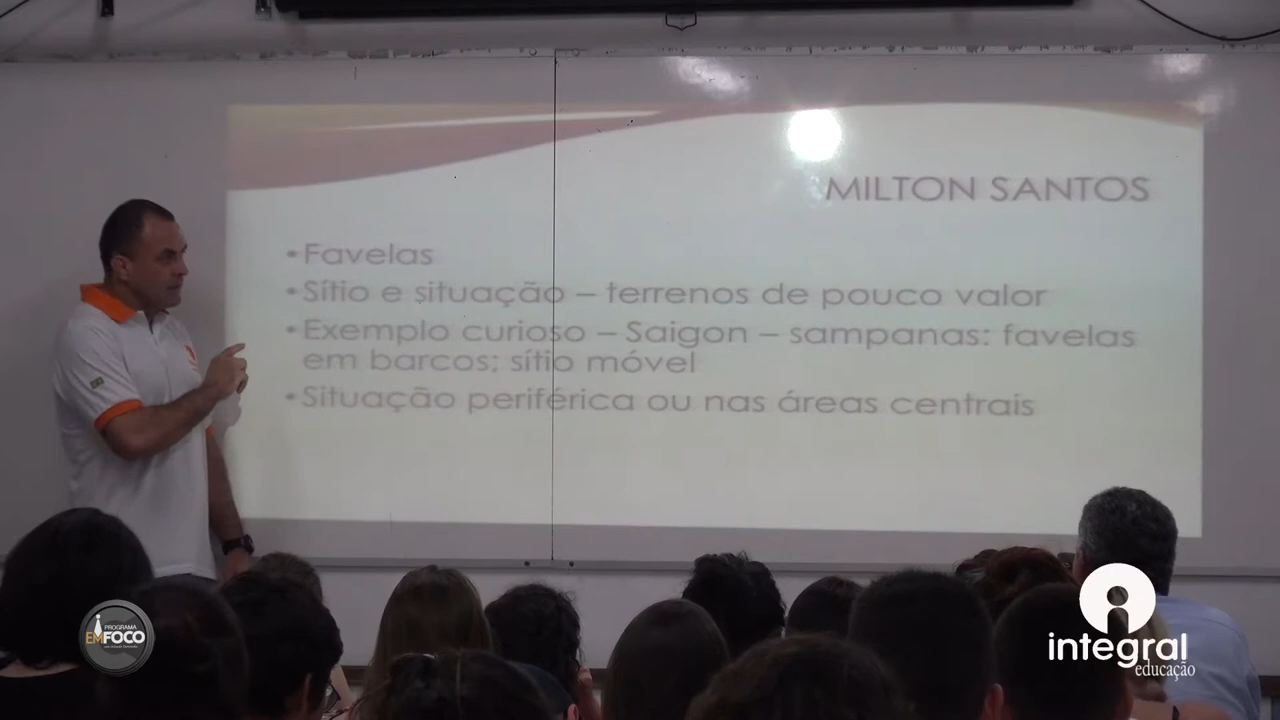 MILTON SANTOS
•Favelas
•Sítio e situação – terrenos de pouco valor
•Exemplo curioso – Saigon – sampanas: favelas
em barcos; sítio móvel
•Situação periférica ou nas áreas centrais
PROGRAMA
EMFOCO
integral
educação